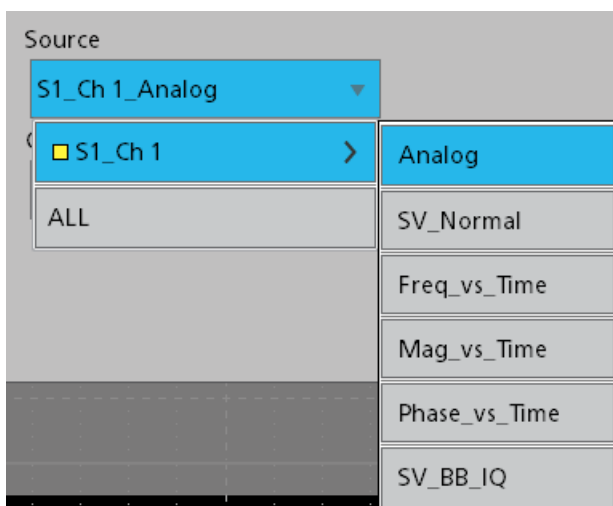 Source
S1_Ch 1_Analog
S1_Ch 1
ALL
Analog
SV_Normal
Freq_vs_Time
Mag_vs_Time
Phase_vs_Time
SV_BB_IQ